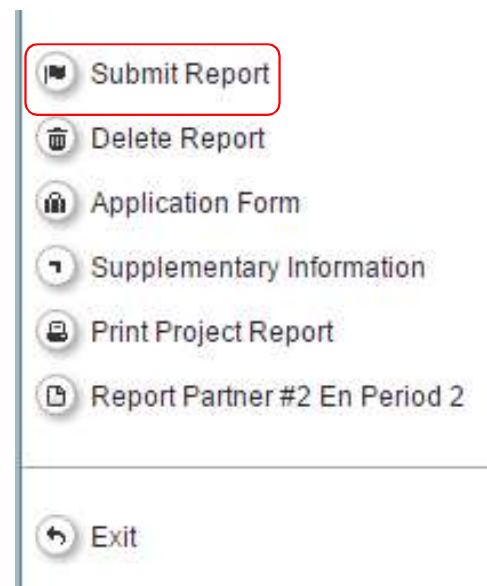 Submit Report
Delete Report
Application Form
Supplementary Information
Print Project Report
Report Partner #2 En Period 2
Exit